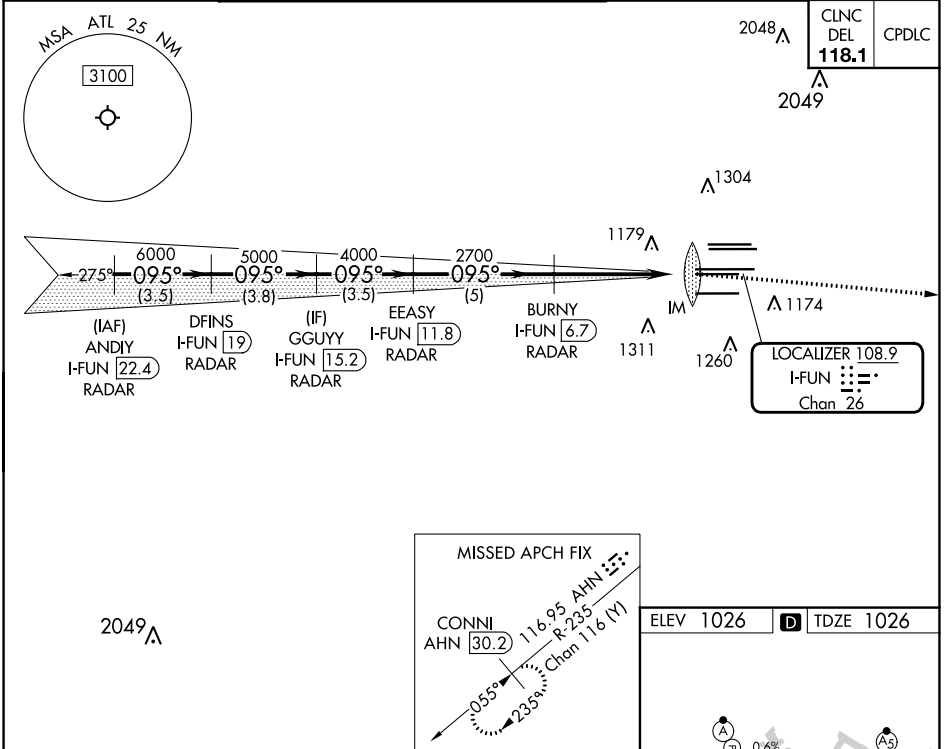 MSA ATL 25 NM
3100
2048
CLNC
DEL
118.1
CPDLC
2049
1304
1179
6000
5000
4000
2700
275°
095°
095°
095°
095°
(3.5)
(3.8)
(3.5)
(5)
IM
1174
1311
1260
(IAF)
ANDIY
I-FUN 22.4
RADAR
DFINS
I-FUN 19
RADAR
(IF)
GGUYY
I-FUN 15.2
RADAR
EEASY
I-FUN 11.8
RADAR
BURNY
I-FUN 6.7
RADAR
LOCALIZER 108.9
I-FUN
Chan 26
MISSED APCH FIX
CONNI
AHN 30.2
116.95 AHN
R-235
Chan 116 (Y)
055°
235°
2049
ELEV 1026
D
TDZE 1026
A
0.6%
A5